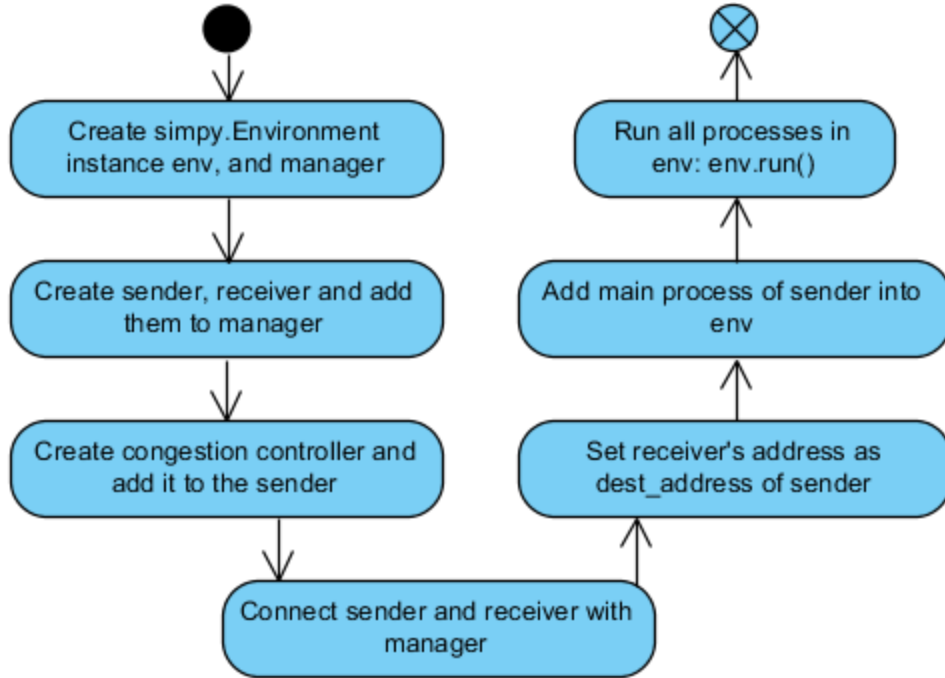 Create simpy.Environment
instance env, and manager
Create sender, receiver and add
them to manager
Create congestion controller and
add it to the sender
Connect sender and receiver with
manager
Set receiver's address as
dest_address of sender
Add main process of sender into
env
Run all processes in
env: env.run()